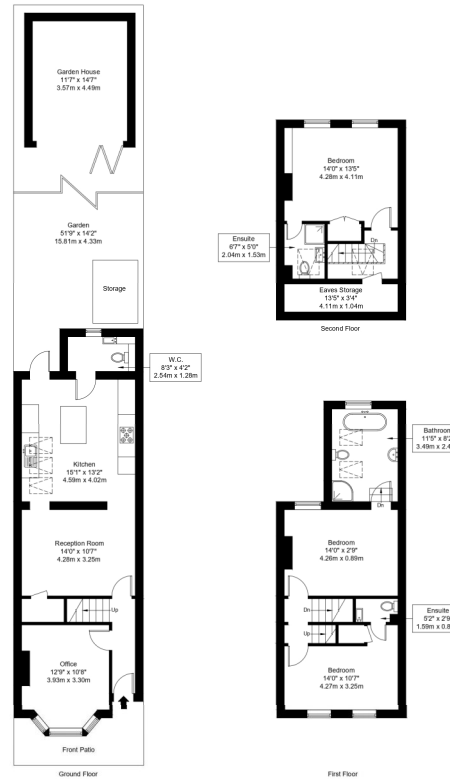 Garden House
11'7" x 14'7"
3.57m x 4.49m
Garden
51'9" x 14'2"
15.81m x 4.33m
Storage
W.C.
8'3" x 4'2"
2.54m x 1.28m
Kitchen
15'1" x 13'2"
4.59m x 4.02m
Reception Room
14'0" x 10'7"
4.28m x 3.25m
Up
Office
12'9" x 10'8"
3.93m x 3.30m
Front Patio
Ground Floor
Bedroom
14'0" x 13'5"
4.28m x 4.11m
Ensuite
6'7" x 5'0"
2.04m x 1.53m
Dn
Eaves Storage
13'5" x 3'4"
4.11m x 1.04m
Second Floor
Bathroom
11'5" x 8'2
3.49m x 2.4
Dn
Bedroom
14'0" x 2'9"
4.26m x 0.89m
Dn
Up
Ensuite
5'2" x 2'9
1.59m x 0.8
Bedroom
14'0" x 10'7"
4.27m x 3.25m
First Floor